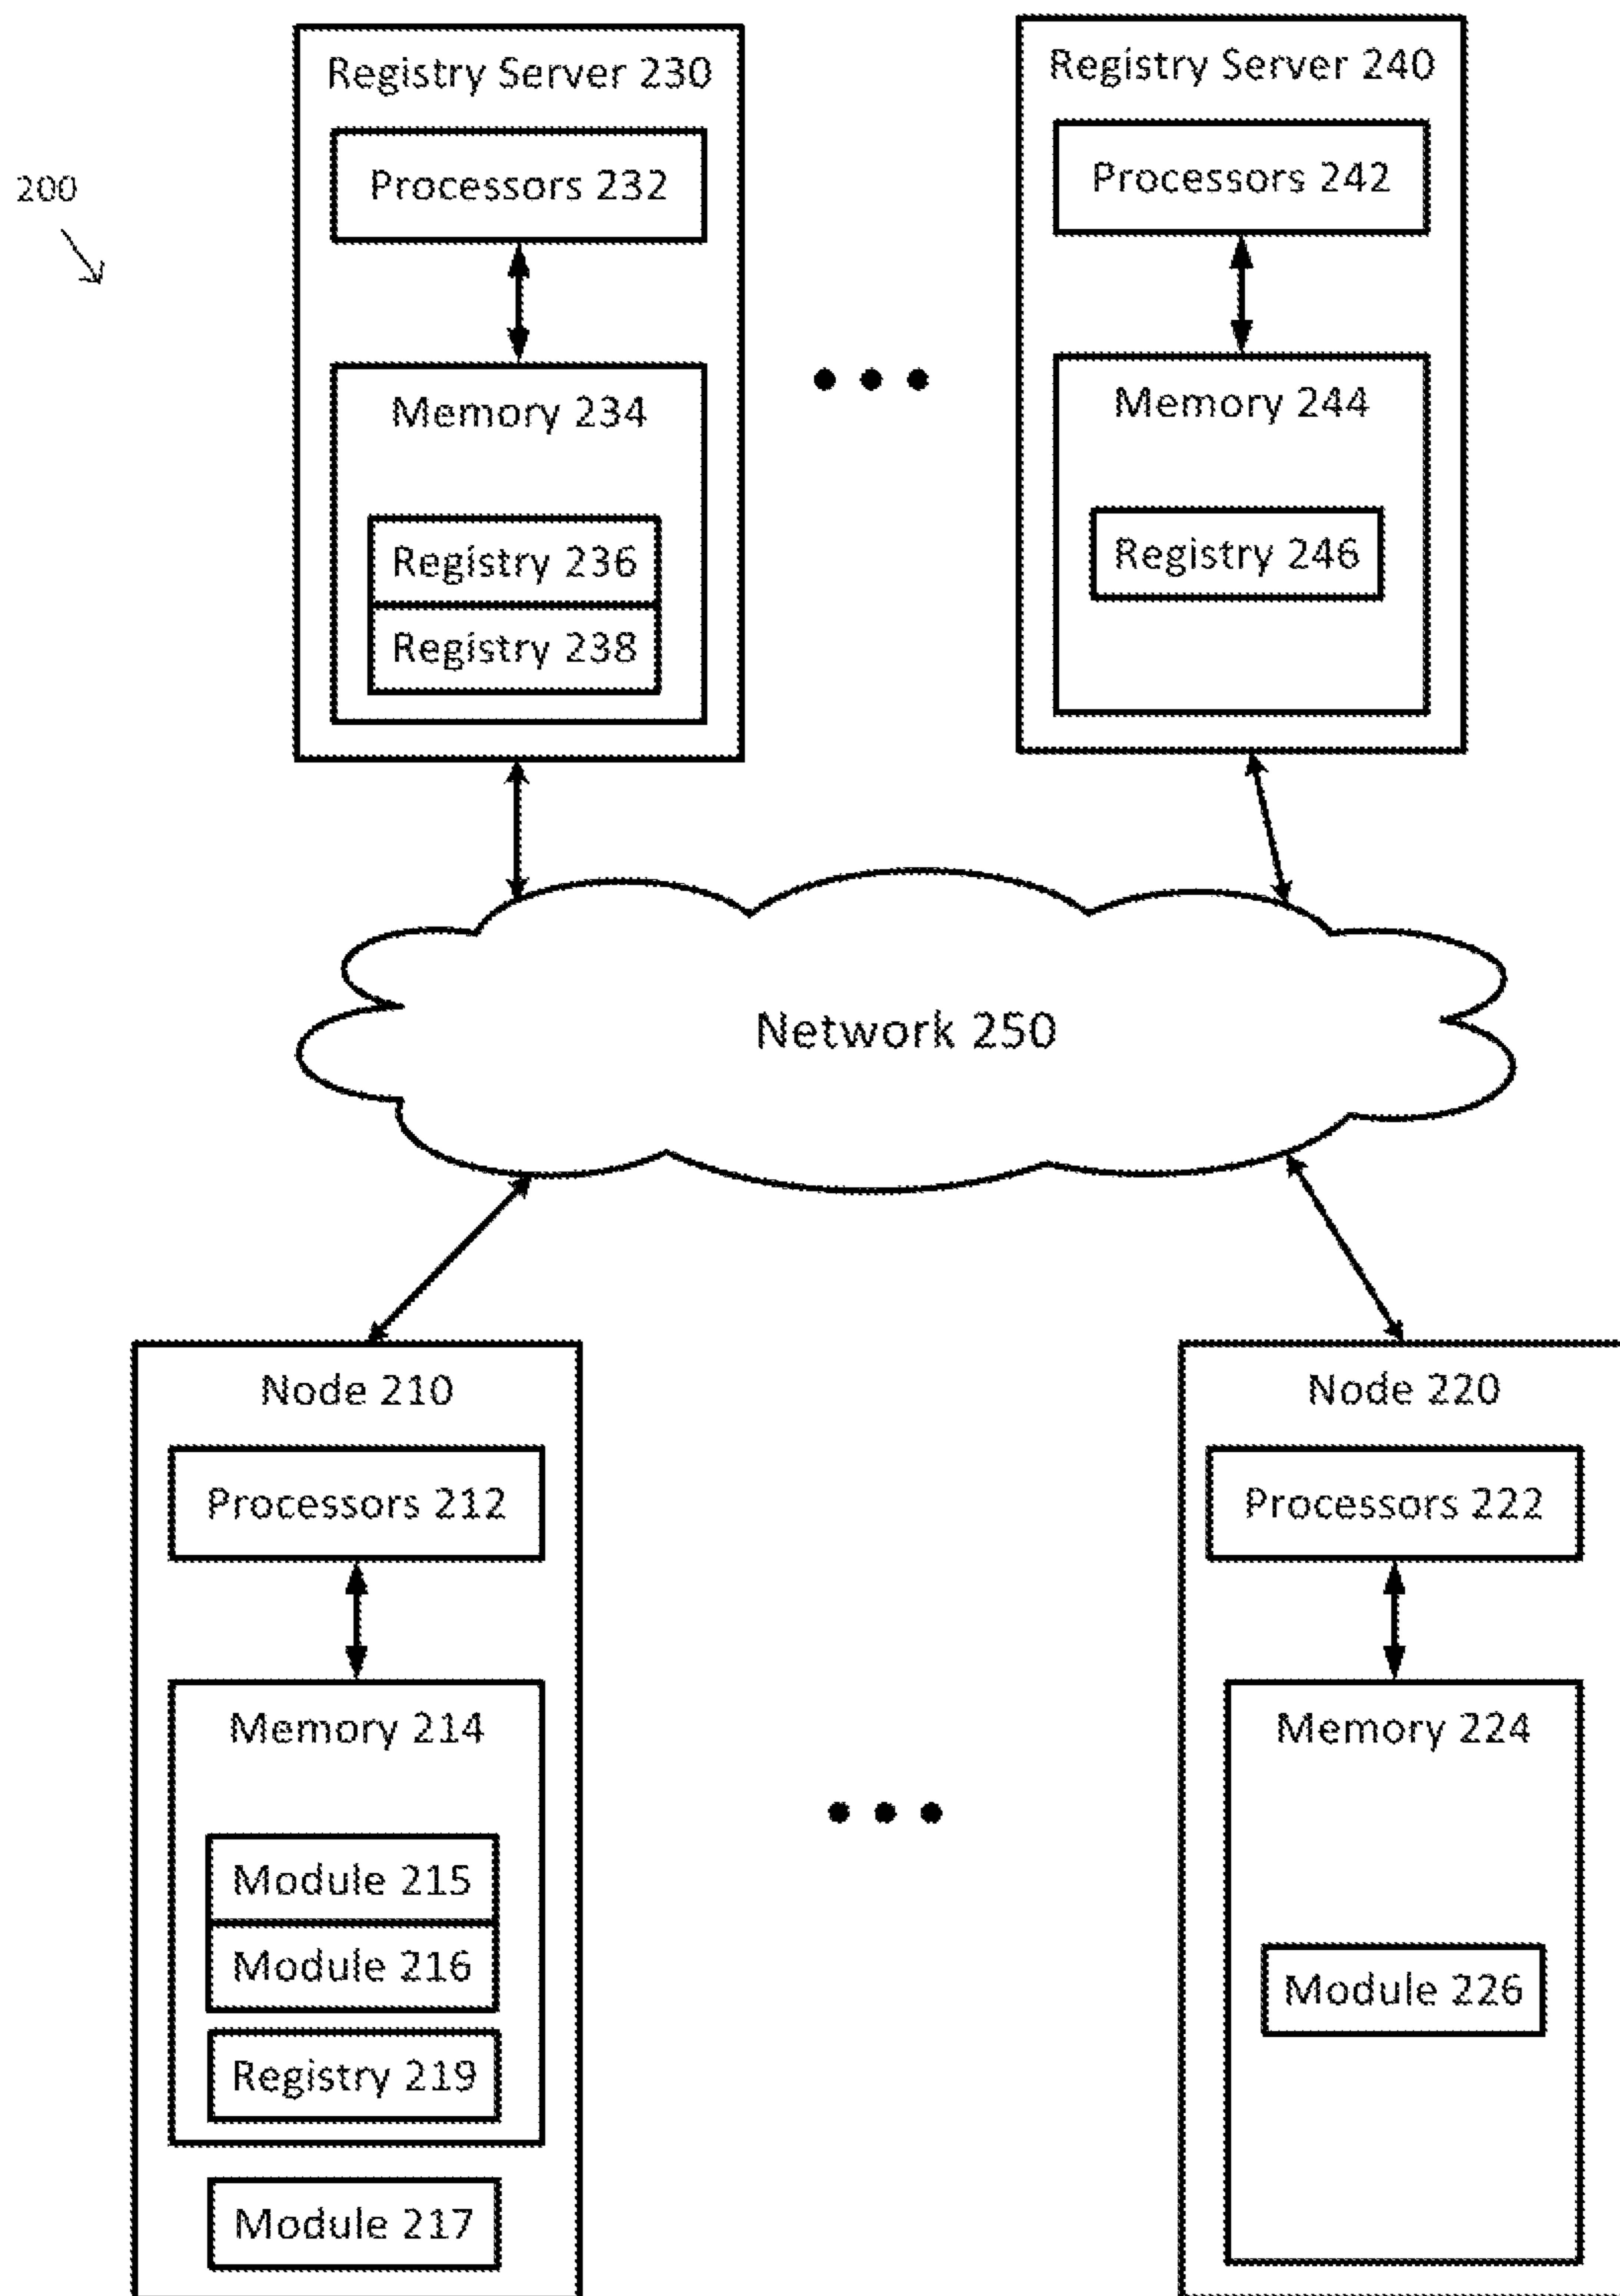 Registry Server 230
Registry Server 240
Processors 232
Processors 242
200
Memory 234
Memory 244
Registry 236
Registry 246
Registry 238
Network 250
Node 210
Node 220
Processors 212
Processors 222
Memory 214
Memory 224
Module 215
Module 216
Module 226
Registry 219
Module 217